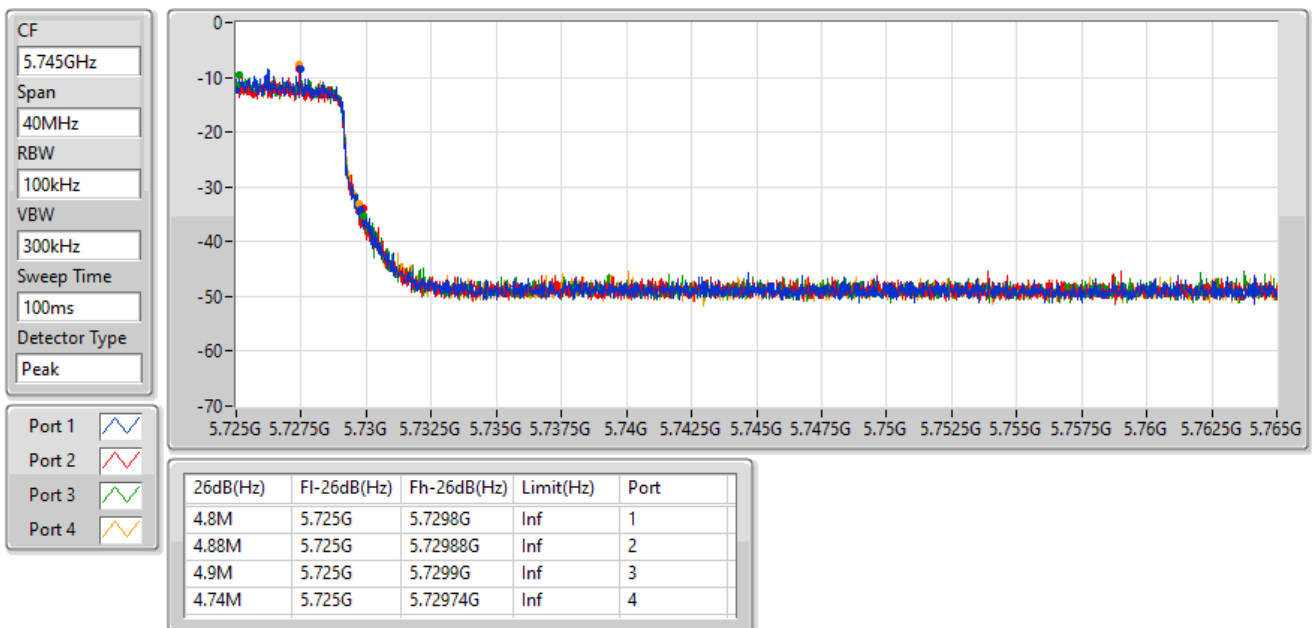 CF
5.745GHz
Span
40MHz
RBW
100kHz
VBW
300kHz
Sweep Time
100ms
Detector Type
Peak
Port 1
Port 2
Port 3
Port 4
0-
-10-
-20-
-30-
-40-
-50-
-60-
-70-
5.725G 5.7275G 5.73G 5.7325G 5.735G 5.7375G 5.74G 5.7425G 5.745G 5.7475G 5.75G 5.7525G 5.755G 5.7575G 5.76G 5.7625G 5.765G
26dB(Hz) Fl-26dB(Hz) Fh-26dB(Hz) Limit(Hz) Port
4.8M 5.725G 5.7298G Inf 1
4.88M 5.725G 5.72988G Inf 2
4.9M 5.725G 5.7299G Inf 3
4.74M 5.725G 5.72974G Inf 4